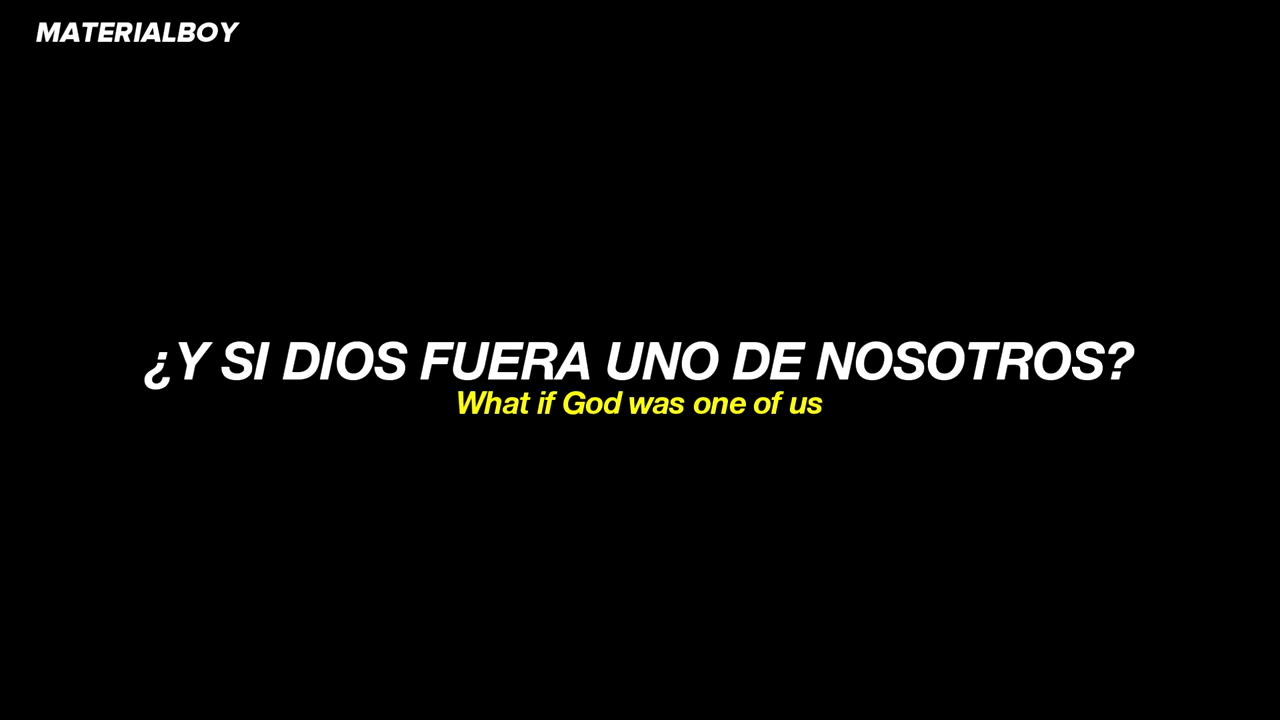 MATERIALBOY
¿Y SI DIOS FUERA UNO DE NOSOTROS?
What if God was one of us